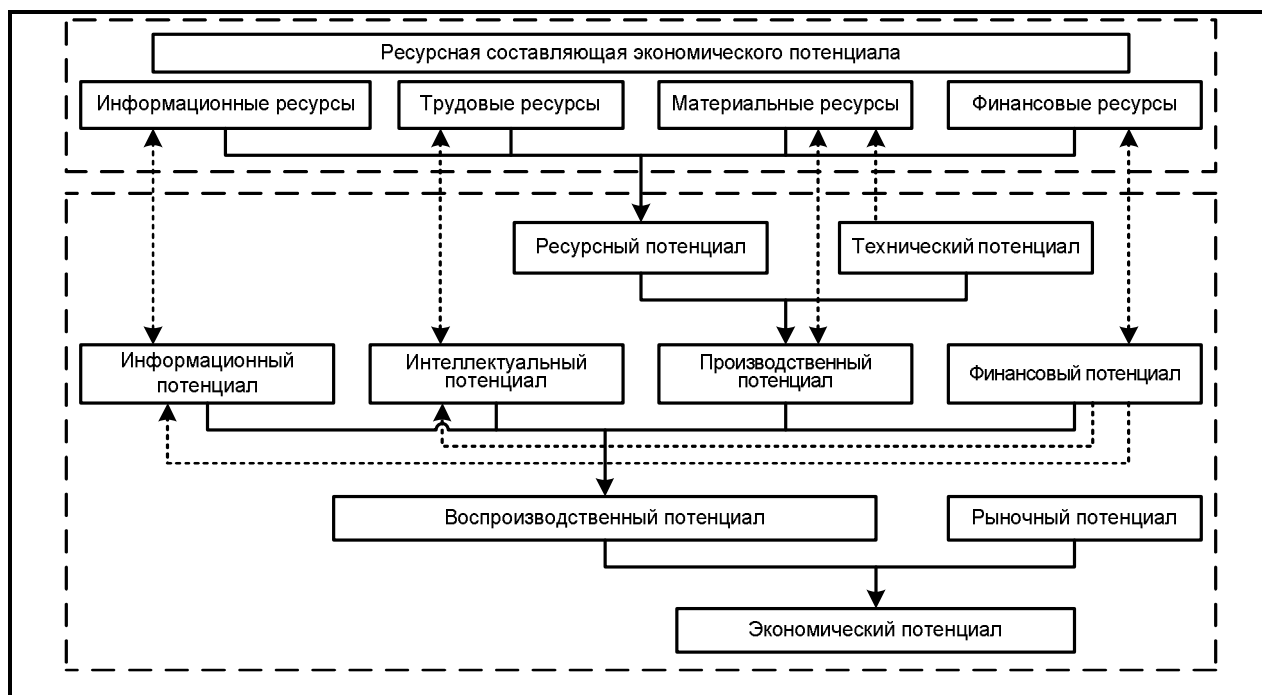 Ресурсная составляющая экономического потенциала
Информационные ресурсы
Трудовые ресурсы
Материальные ресурсы
Финансовые ресурсы
Ресурсный потенциал
Технический потенциал
Информационный
потенциал
Интеллектуальный
потенциал
Производственный
потенциал
Финансовый потенциал
Воспроизводственный потенциал
Рыночный потенциал
Экономический потенциал